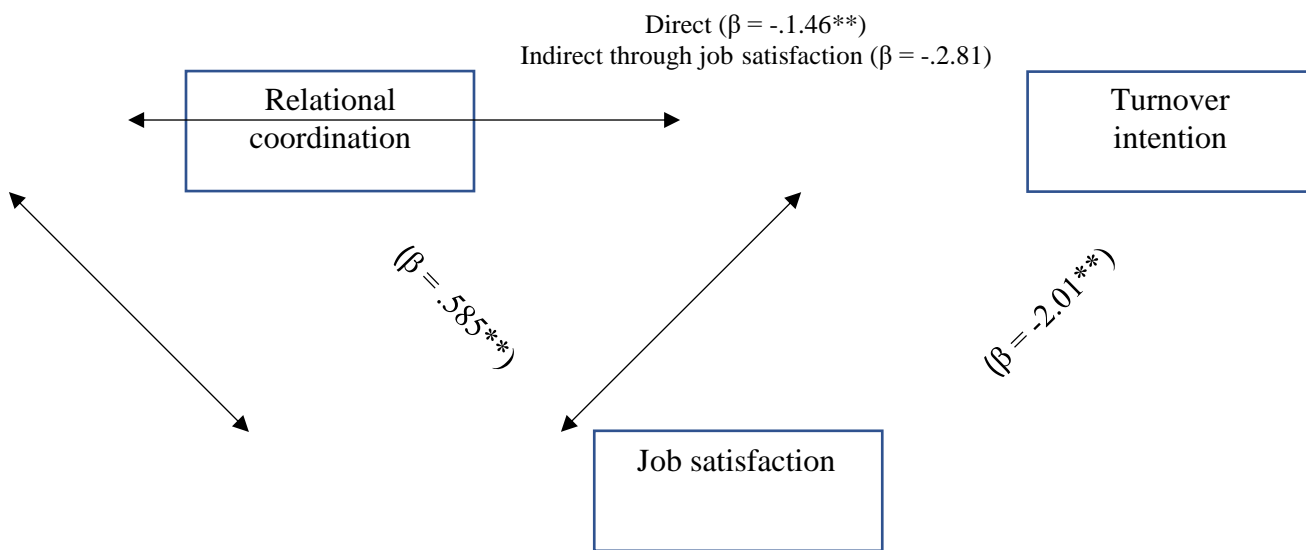 Direct (β = -.1.46**)
Indirect through job satisfaction (β = -.2.81)
Relational
coordination
Turnover
intention
(β = .585**)
(β = -2.01**)
Job satisfaction